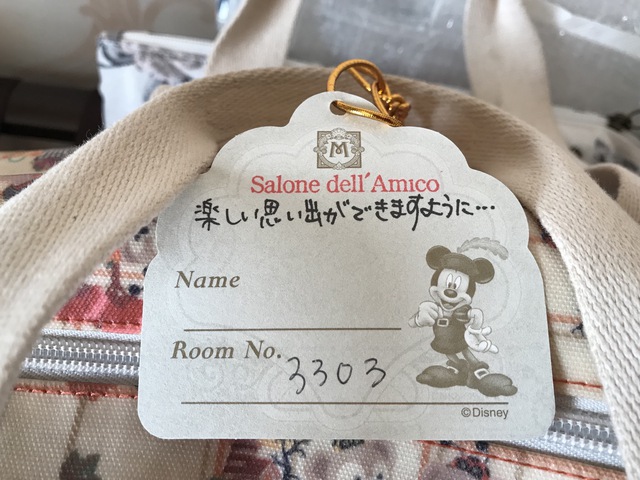 M
Salone dell'Amico
楽しい思い出ができますように…
Name
Room No. 3303
©Disney